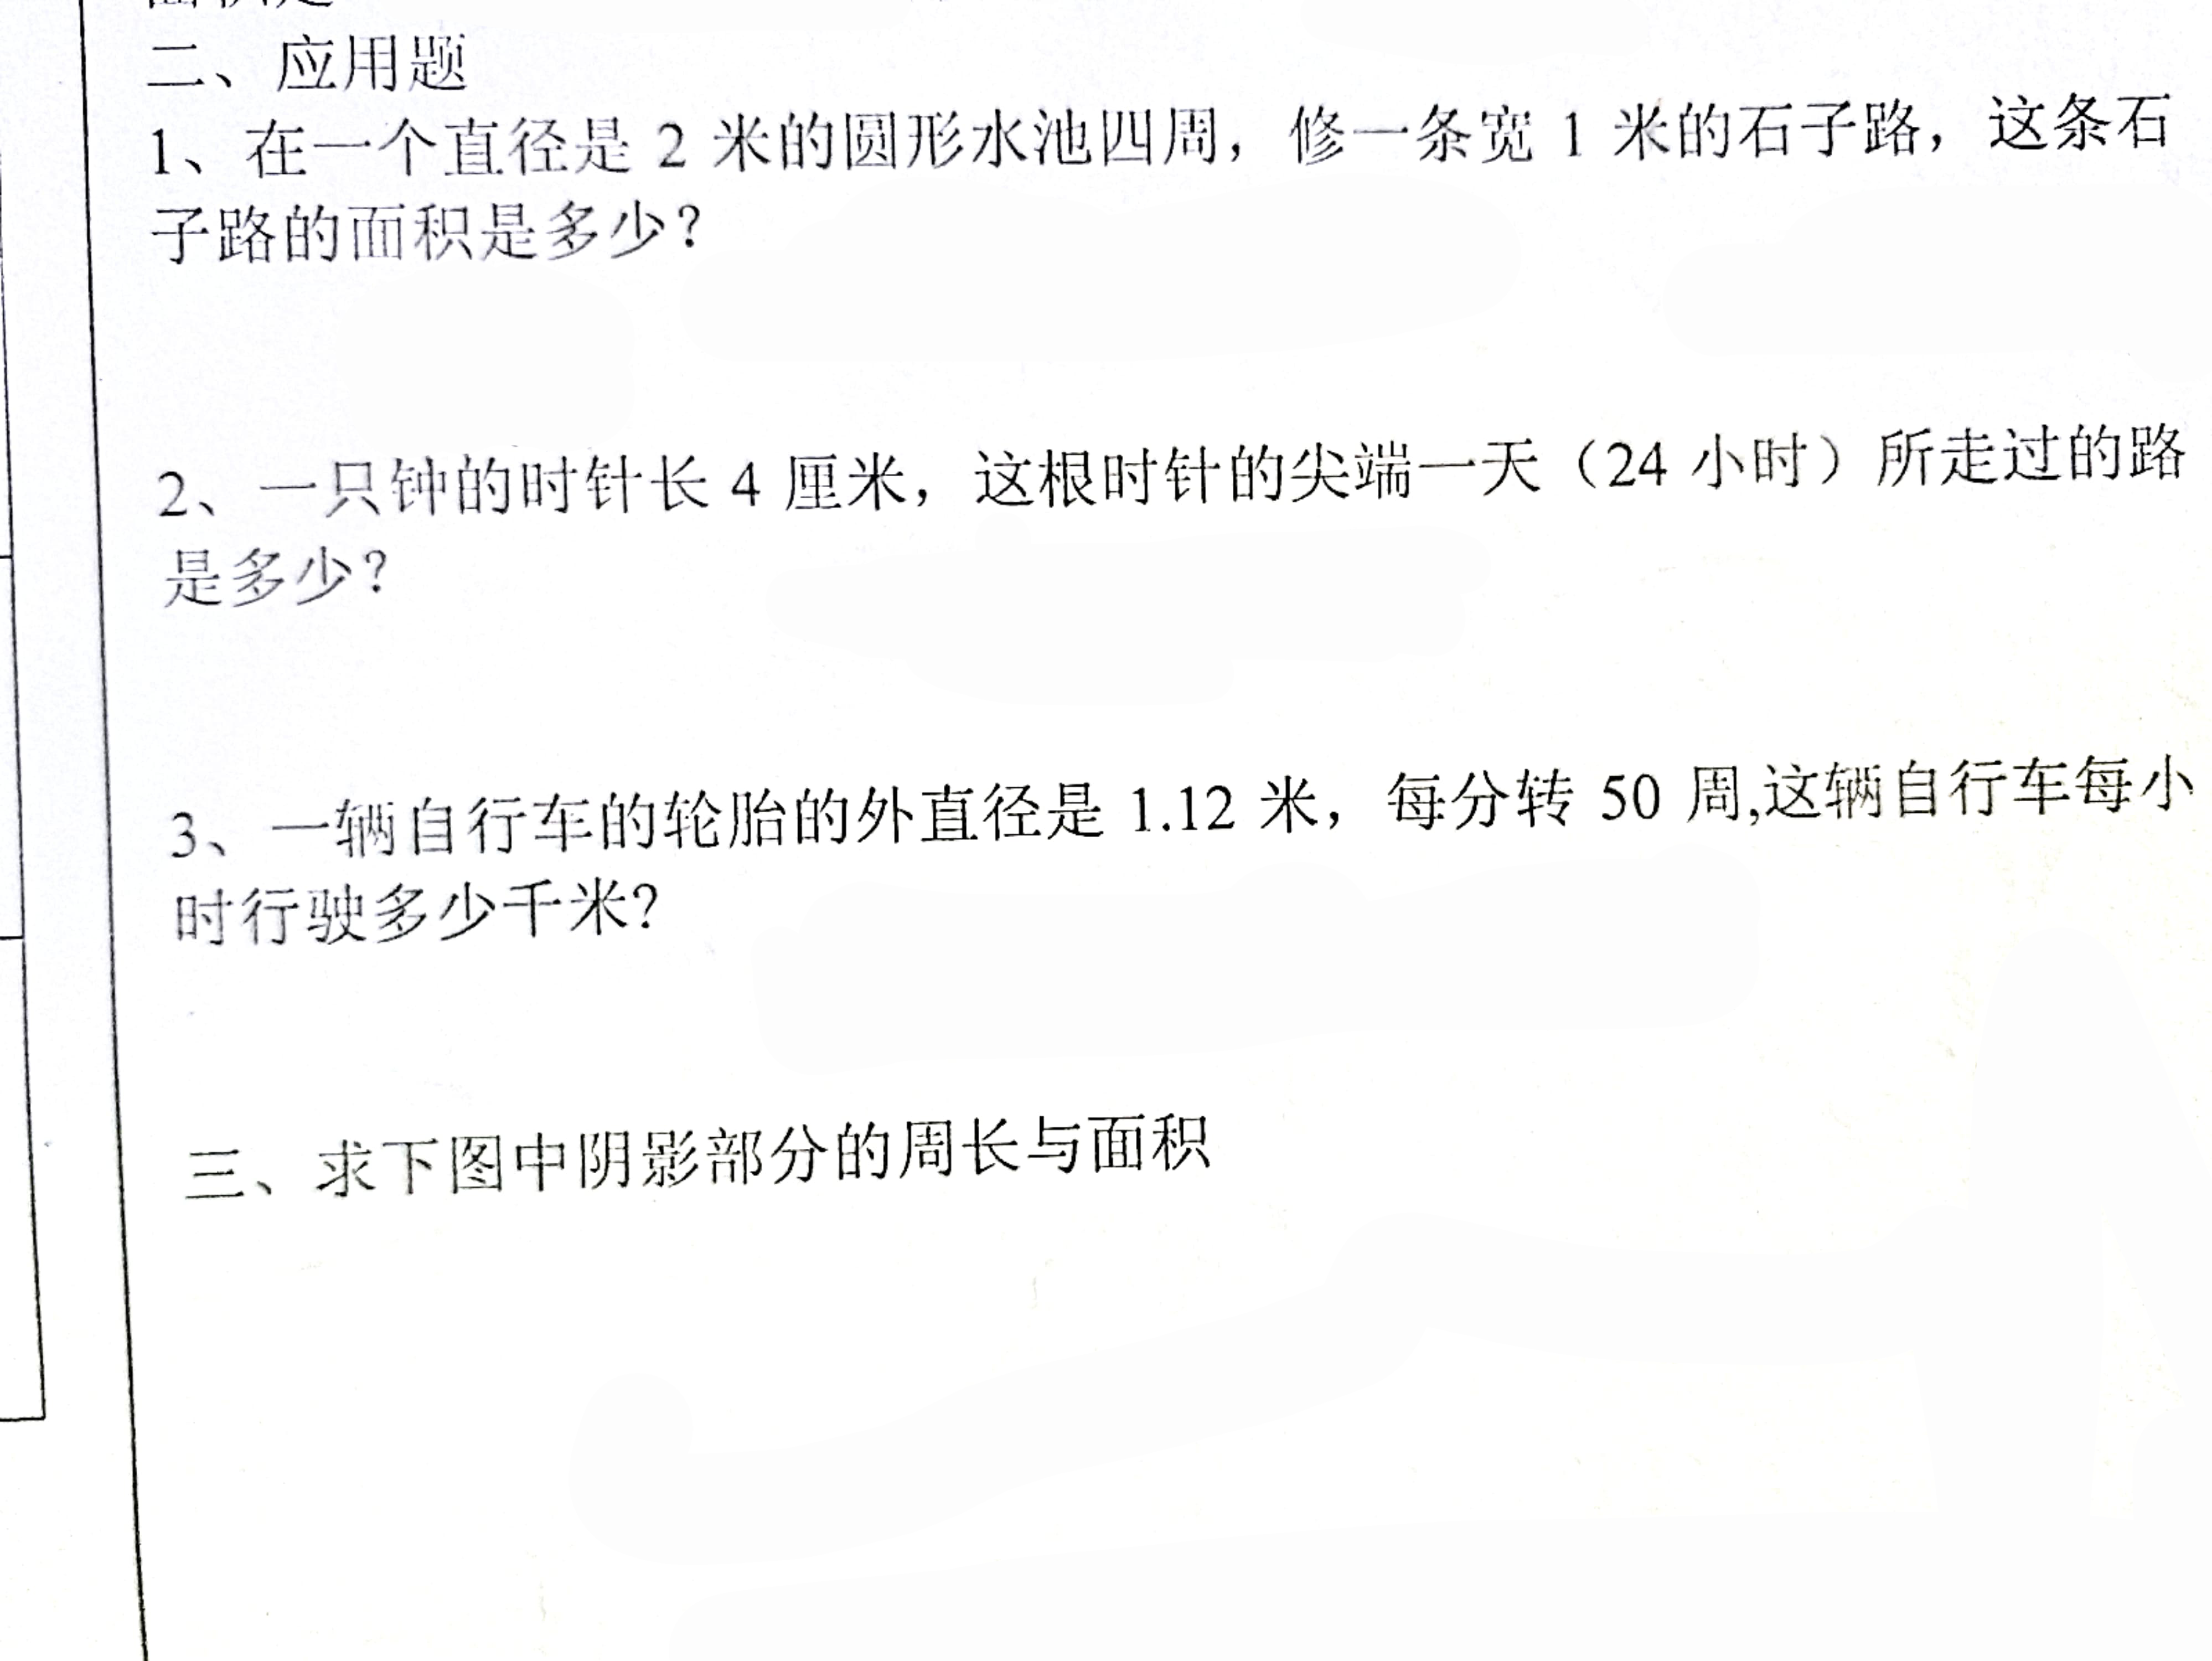 二、应用题
1、在一个直径是 2 米的圆形水池四周，修一条宽 1 米的石子路，这条石
子路的面积是多少？
2、一只钟的时针长 4 厘米，这根时针的尖端一天（24 小时）所走过的路
是多少？
3、一辆自行车的轮胎的外直径是 1.12 米，每分转 50 周,这辆自行车每小
时行驶多少千米?
三、求下图中阴影部分的周长与面积